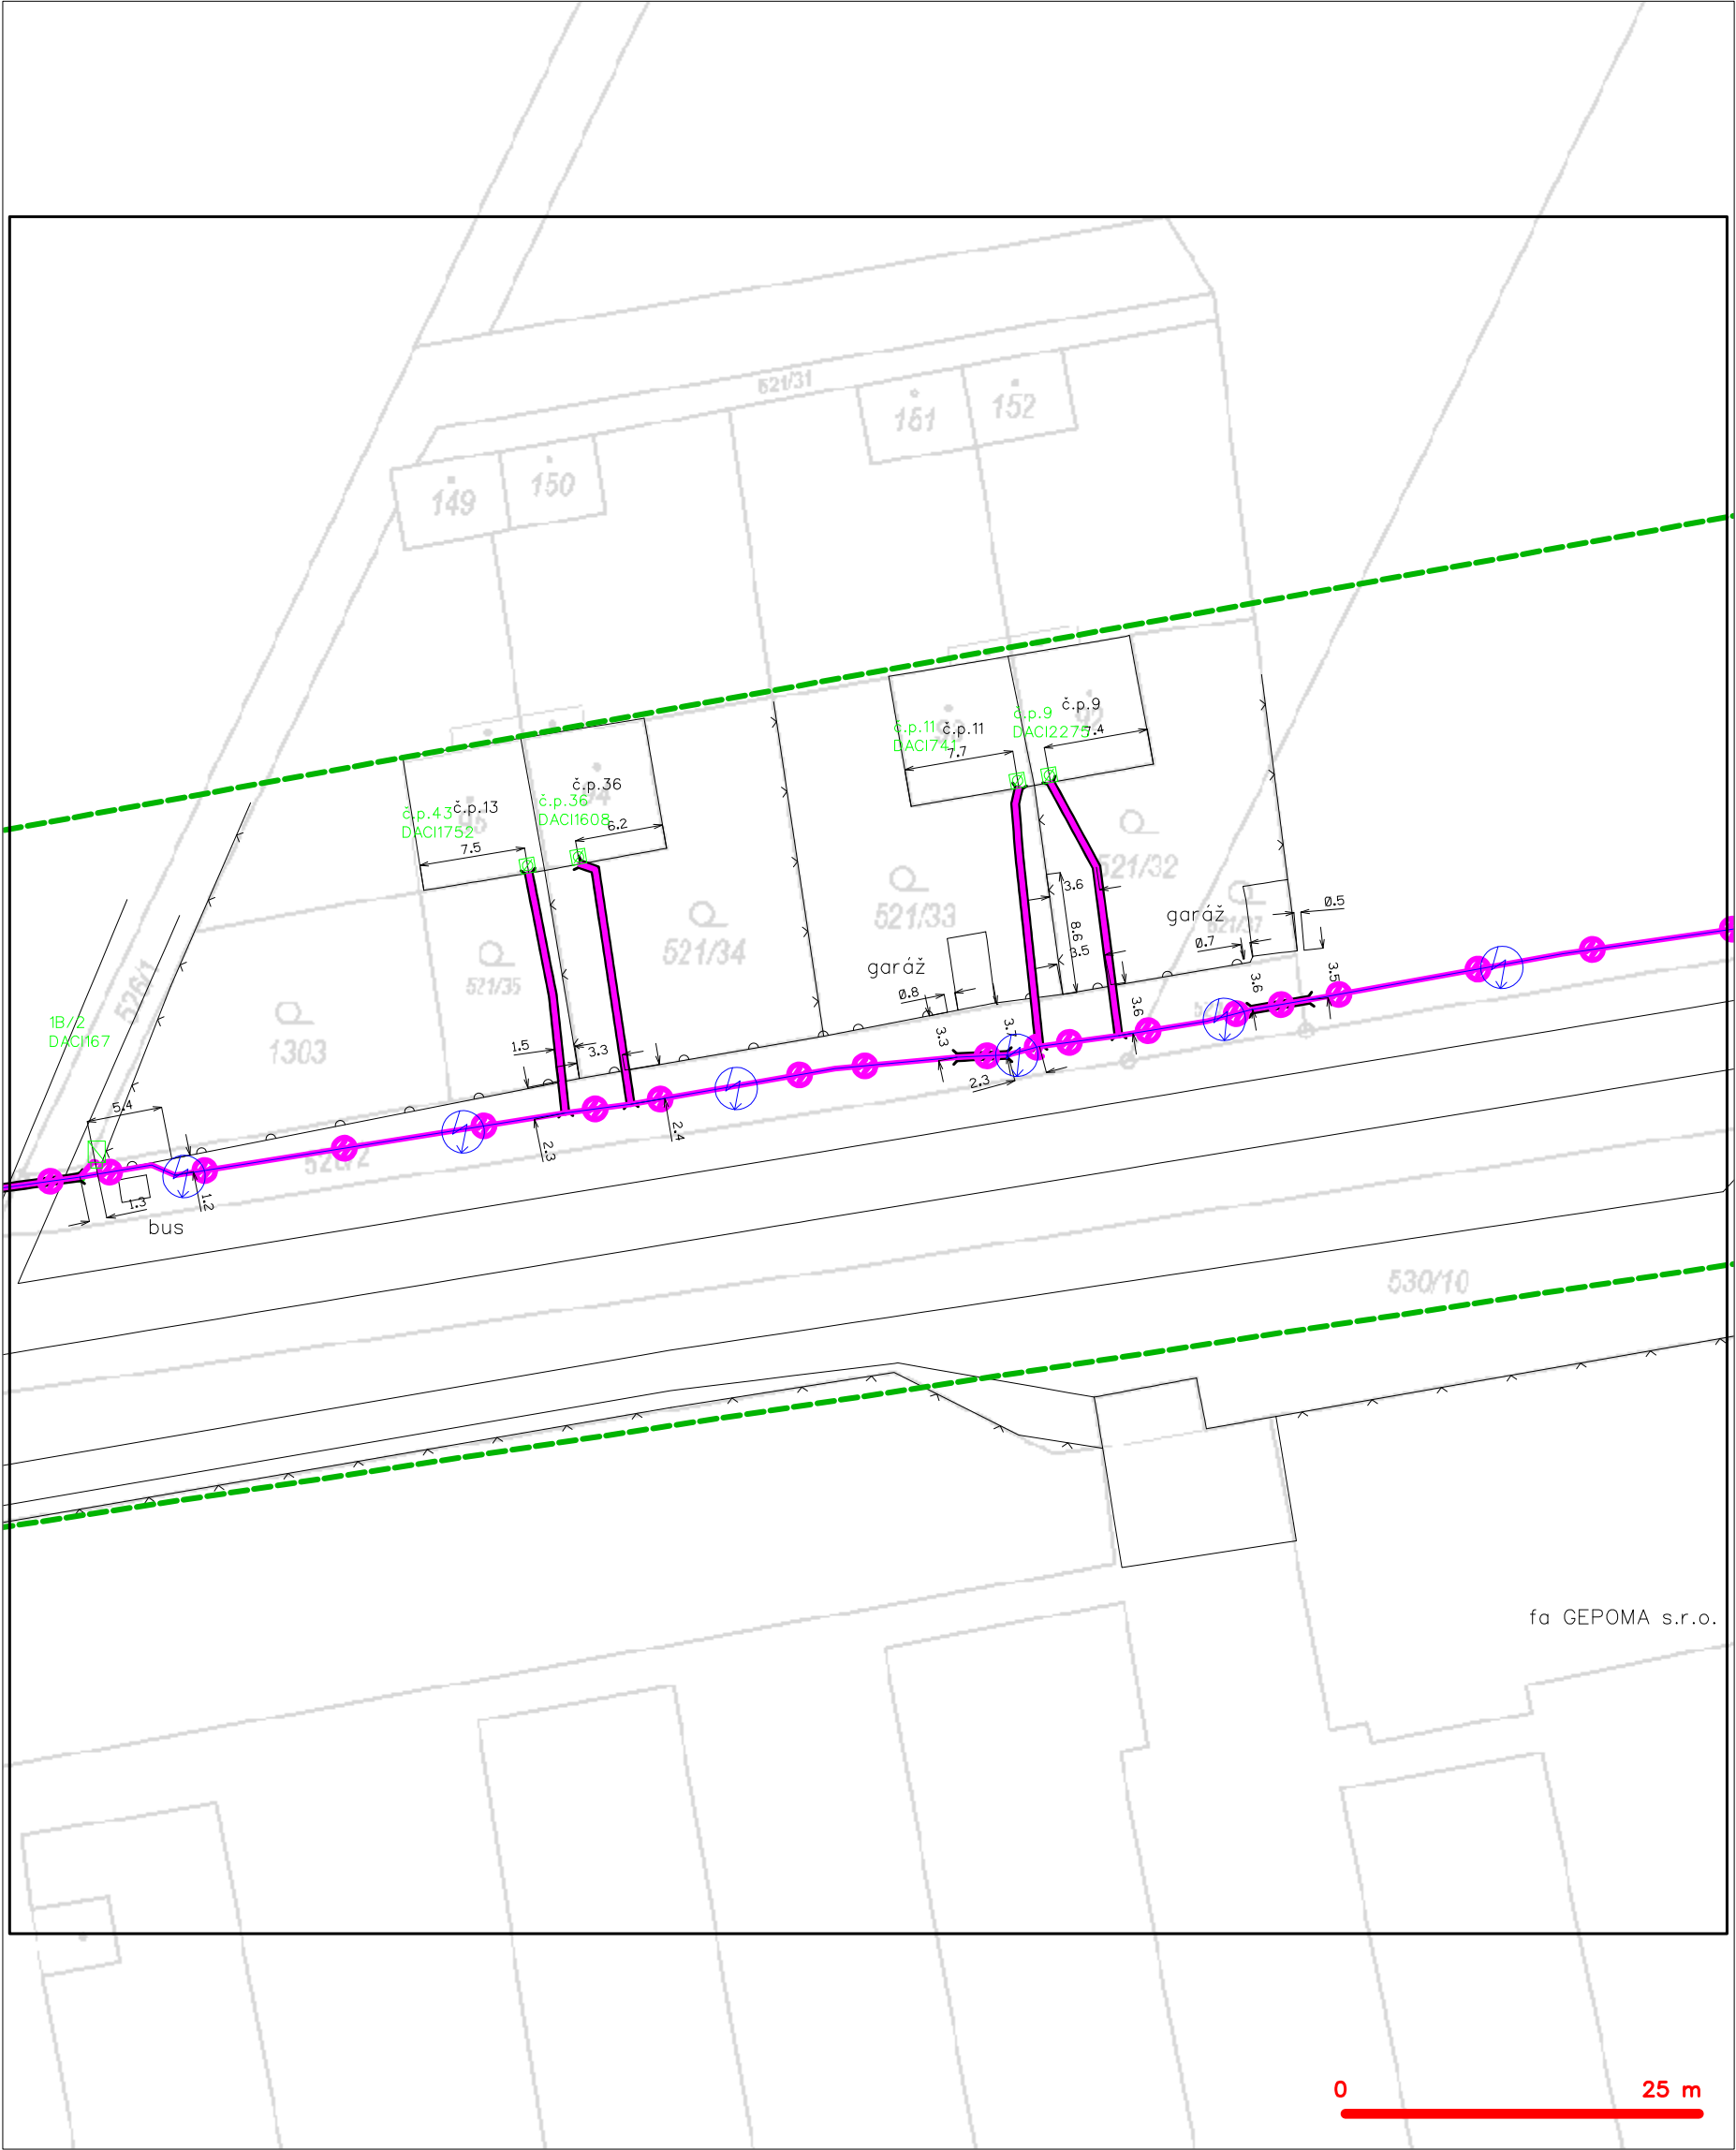 521/31
151
152
149
150
č.p.9
č.p.9
DACI2275
7.4
č.p.11
č.p.11
DACI741
7.7
č.p.36
č.p.36
DACI1608
6.2
č.p.43
č.p.13
DACI1752
7.5
521/32
3.6
521/33
garáž
0.5
521/34
8.6
3.5
0.7
garáž
521/35
0.8
526/1
3.6
3.5
1B/2
DACI167
1303
3.6
3.3
1.5
3.3
2.3
5.4
2.4
2.3
1.3
1.2
bus
530/10
fa GEPOMA s.r.o.
0
25 m